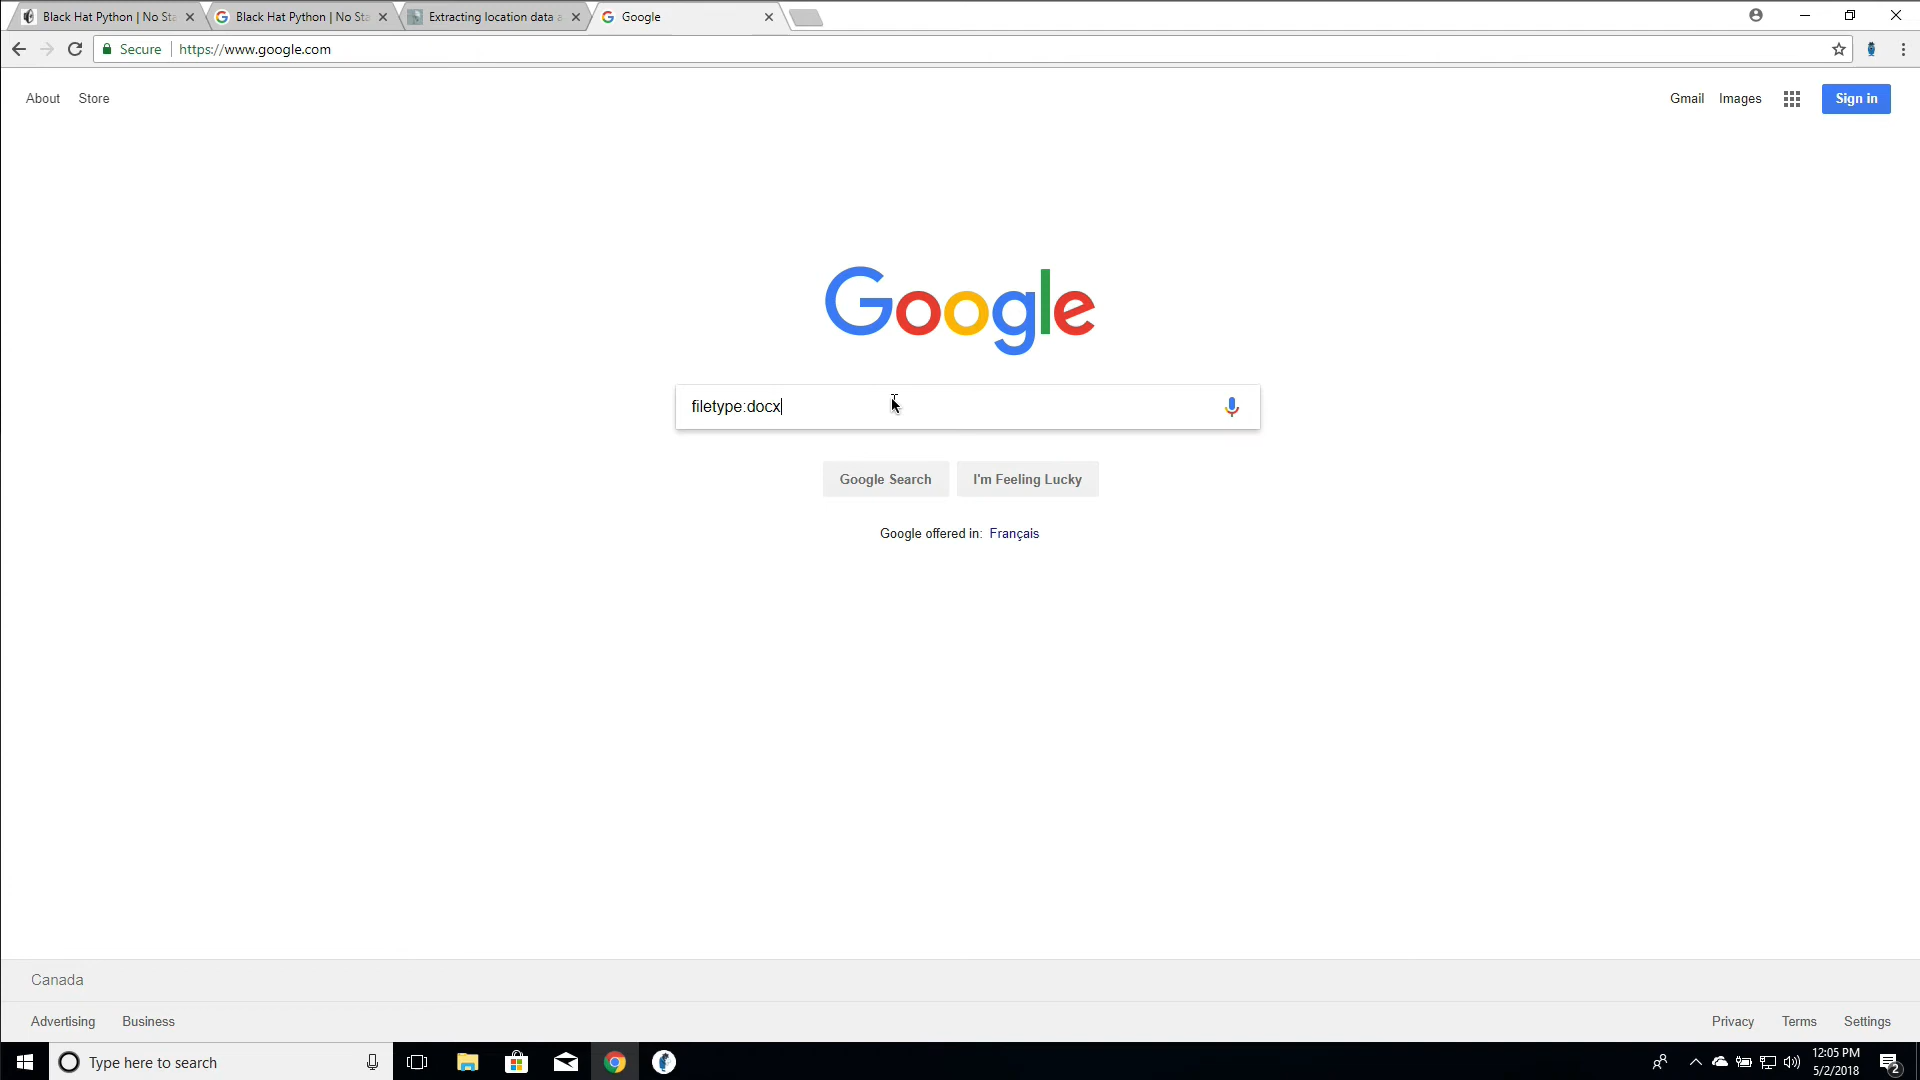 Black Hat Python | No Sta
Black Hat Python | No Sta
Extracting location data a
Google
Secure
https://www.google.com
About
Store
Gmail
Images
Sign in
Google
filetype:docx
Google Search
I'm Feeling Lucky
Google offered in: Français
Canada
Advertising
Business
Privacy
Terms
Settings
Type here to search
12:05 PM
5/2/2018
2